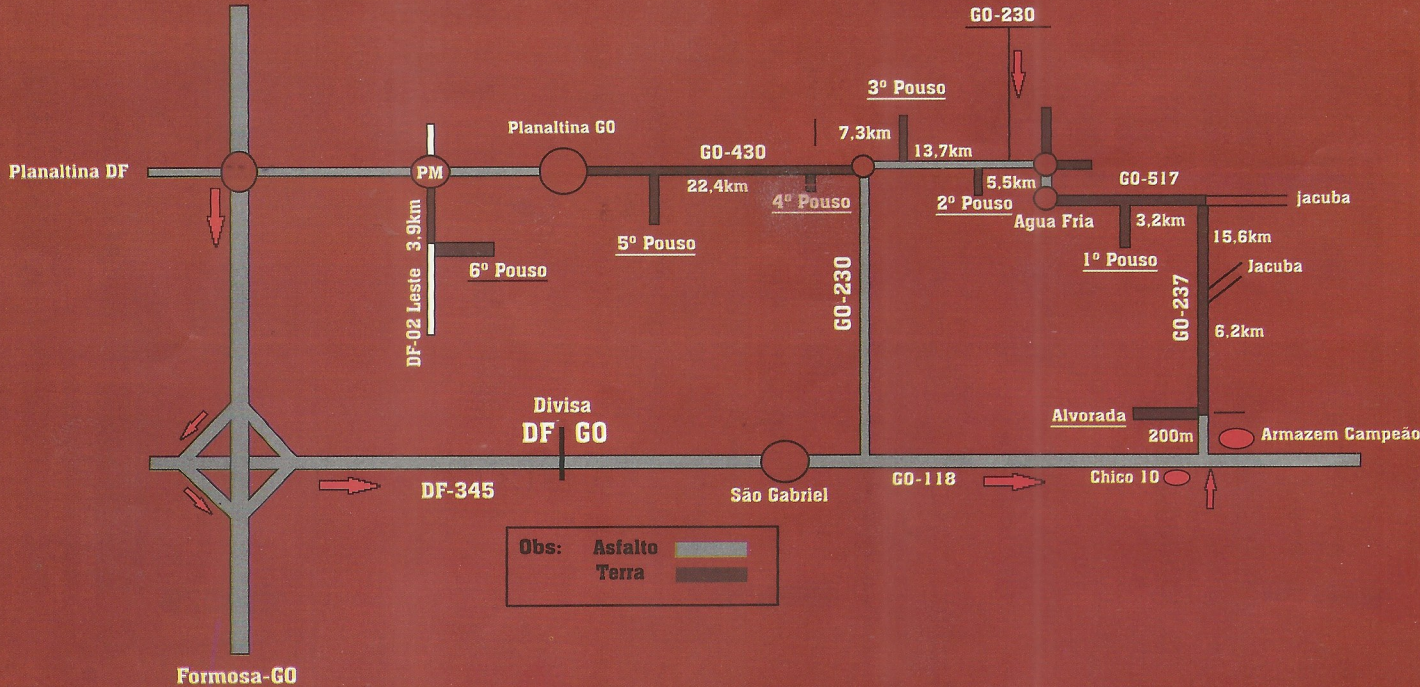 GO-230
3º Pouso
Planaltina GO
7,3km
GO-430
13,7km
Planaltina DF
PM
22,4km
5,5km
GO-517
4º Pouso
2º Pouso
jacuba
Agua Fria
3,2km
15,6km
5º Pouso
1º Pouso
6º Pouso
Jacuba
DF-02 Leste 3,9km
GO-230
GO-237
6,2km
Divisa
DF GO
Alvorada
200m
Armazem Campeão
DF-345
São Gabriel
GO-118
Chico 10
Obs: Asfalto
Terra
Formosa-GO